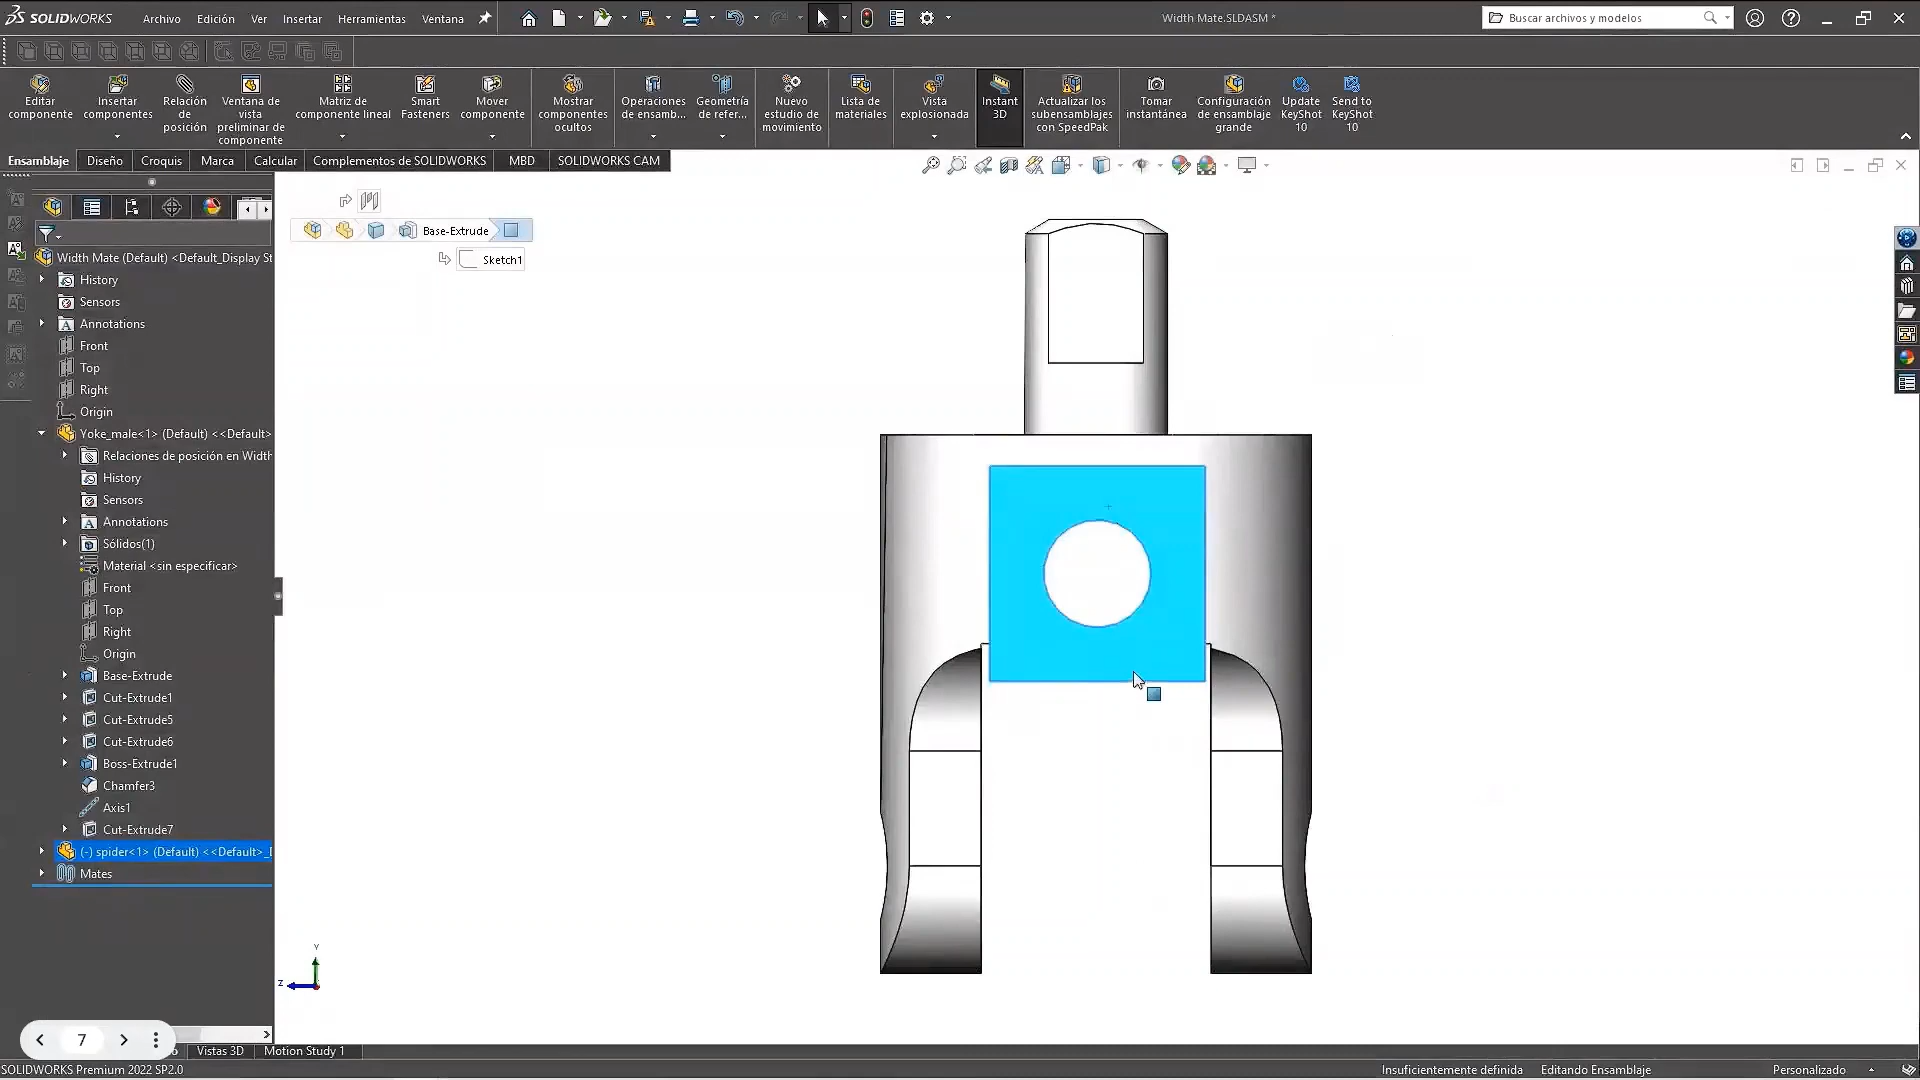 SOLIDWORKS
Archivo Edición Ver Insertar Herramientas Ventana
Width Mate.SLDASM *
Buscar archivos y modelos
Editar componente
Insertar componentes
Relación de posición
Ventana de vista preliminar de componente
Matriz de componente lineal
Smart Fasteners
Mover componente
Mostrar componentes ocultos
Operaciones de ensamb...
Geometría de refer...
Nuevo estudio de movimiento
Lista de materiales
Vista explosionada
Instant 3D
Actualizar los subensamblajes con SpeedPak
Tomar instantánea
Configuración de ensamblaje grande
Update KeyShot 10
Send to KeyShot 10
Ensamblaje Diseño Croquis Marca Calcular Complementos de SOLIDWORKS MBD SOLIDWORKS CAM
Base-Extrude
Sketch1
Width Mate (Default) <Default_Display St
History
Sensors
Annotations
Front
Top
Right
Origin
Yoke_male<1> (Default) <<Default>
Relaciones de posición en Width
History
Sensors
Annotations
Sólidos(1)
Material <sin especificar>
Front
Top
Right
Origin
Base-Extrude
Cut-Extrude1
Cut-Extrude5
Cut-Extrude6
Boss-Extrude1
Chamfer3
Axis1
Cut-Extrude7
(-) spider<1> (Default) <<Default>_D
Mates
Y
Z
7
o Vistas 3D Motion Study 1
SOLIDWORKS Premium 2022 SP2.0
Insuficientemente definida Editando Ensamblaje Personalizado